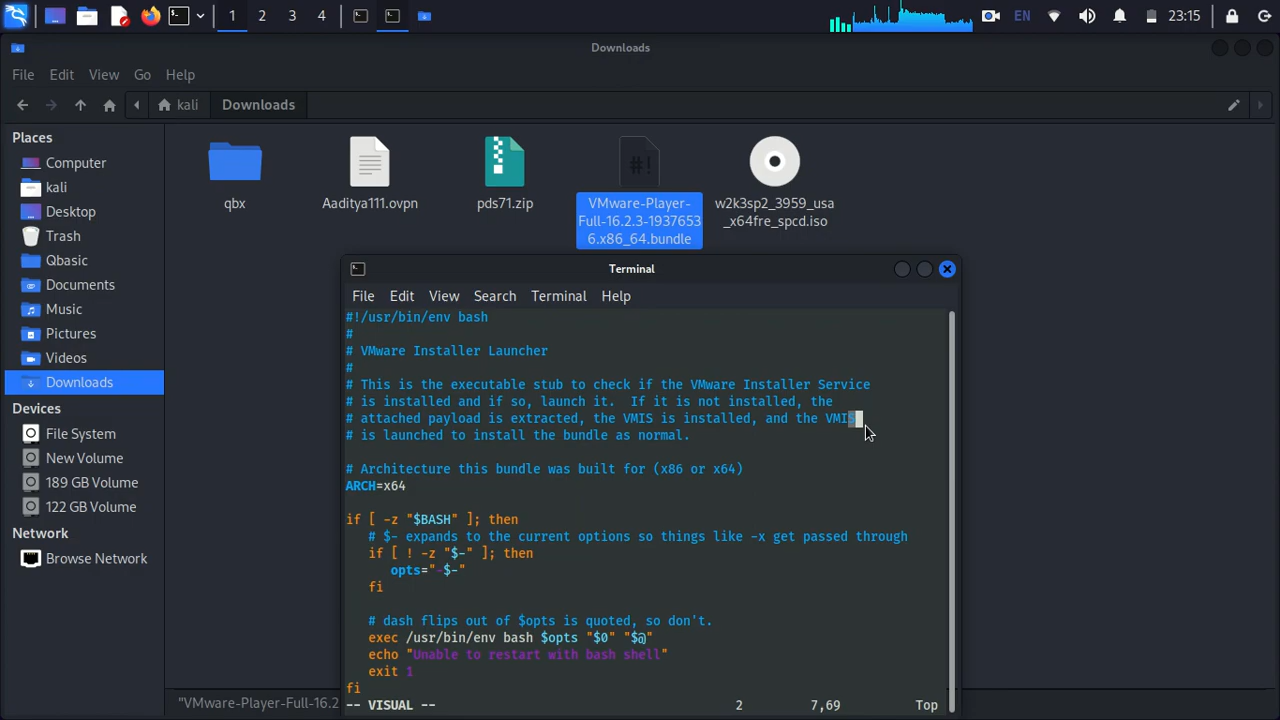 1 2 3 4 EN 23:15
Downloads
File Edit View Go Help
kali Downloads
Places
Computer
kali
Desktop
Trash
Qbasic
Documents
Music
Pictures
Videos
Downloads
Devices
File System
New Volume
189 GB Volume
122 GB Volume
Network
Browse Network
qbx
Aaditya111.ovpn
pds71.zip
#!
VMware-Player-
Full-16.2.3-1937653
6.x86_64.bundle
w2k3sp2_3959_usa
_x64fre_spcd.iso
"VMware-Player-Full-16.2
Terminal
File Edit View Search Terminal Help
#!/usr/bin/env bash
#
# VMware Installer Launcher
#
# This is the executable stub to check if the VMware Installer Service
# is installed and if so, launch it.  If it is not installed, the
# attached payload is extracted, the VMIS is installed, and the VMIS
# is launched to install the bundle as normal.
# Architecture this bundle was built for (x86 or x64)
ARCH=x64
if [ -z "$BASH" ]; then
   # $- expands to the current options so things like -x get passed through
   if [ ! -z "$-" ]; then
      opts="-$-"
   fi
   # dash flips out of $opts is quoted, so don't.
   exec /usr/bin/env bash $opts "$0" "$@"
   echo "Unable to restart with bash shell"
   exit 1
fi
-- VISUAL -- 2 7,69 Top